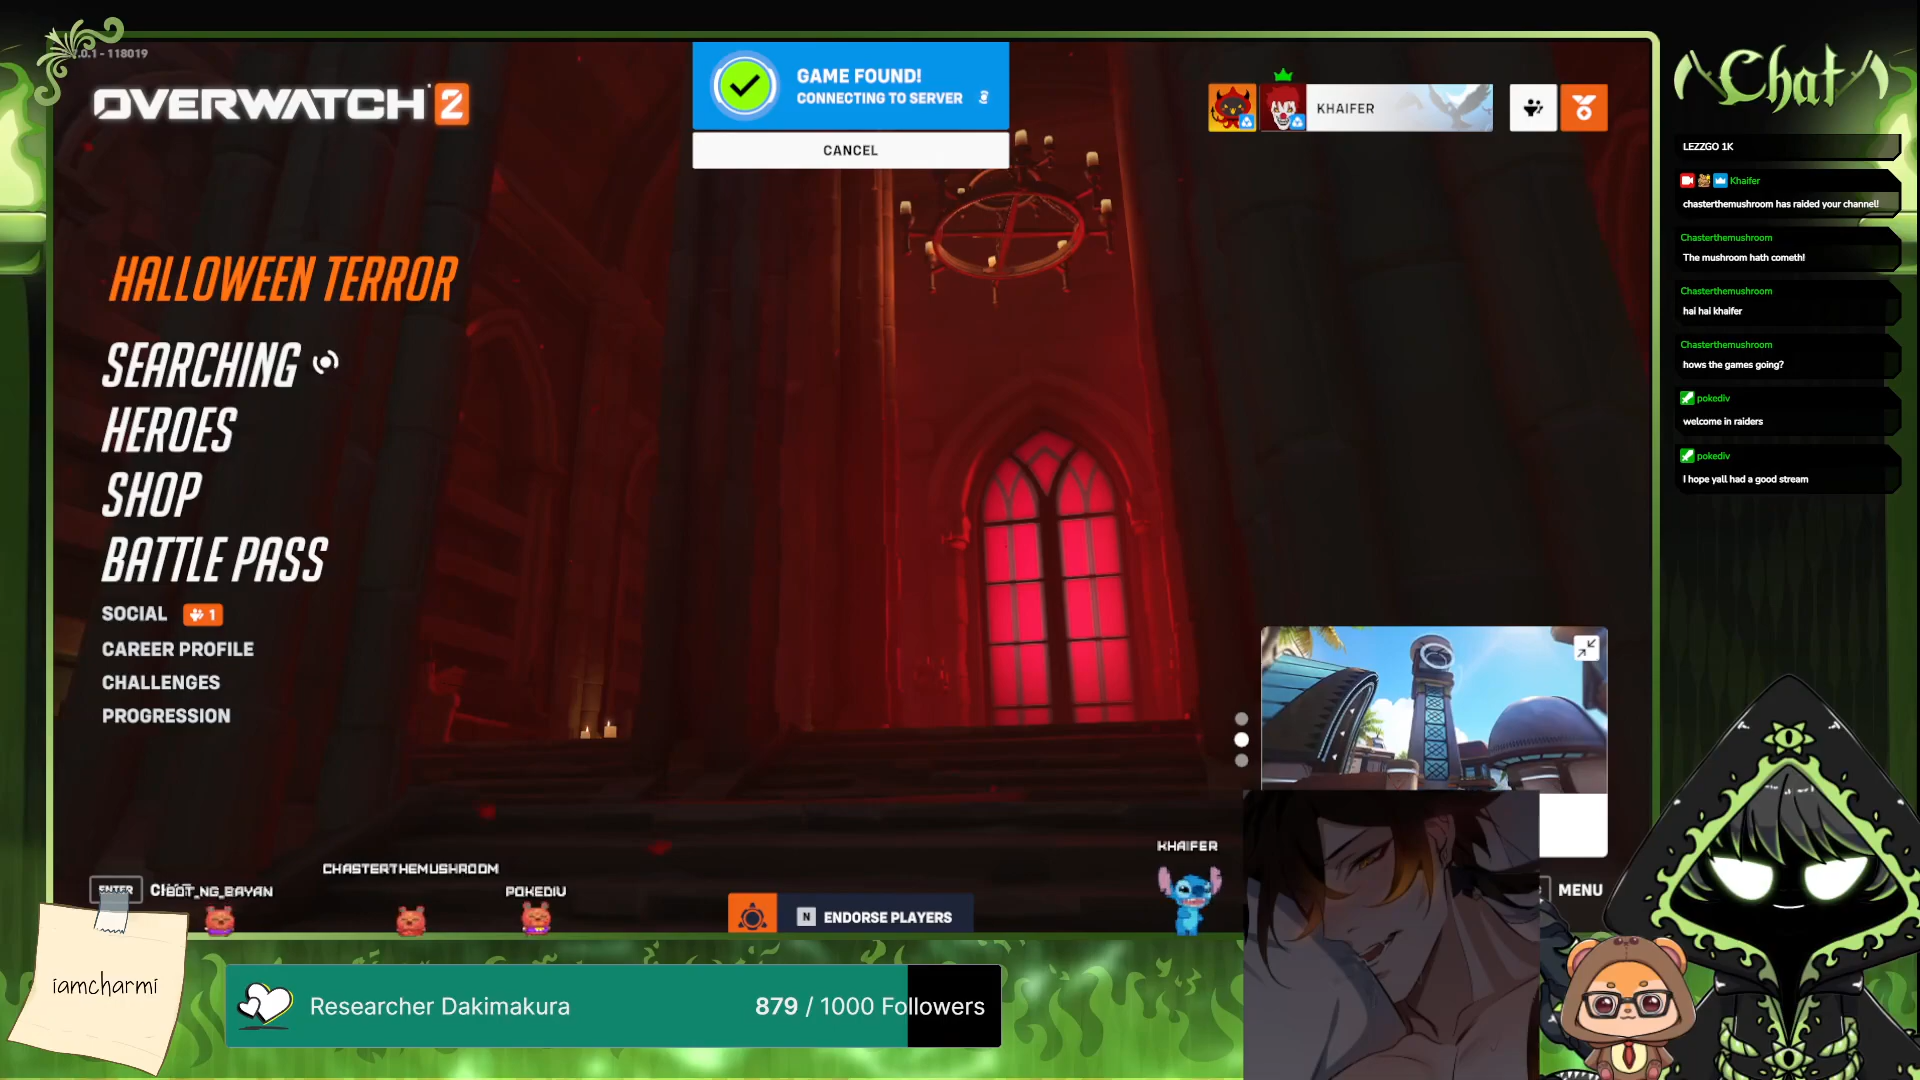 .0.1 - 118019
OVERWATCH 2
GAME FOUND!
CONNECTING TO SERVER
CANCEL
KHAIFER
HALLOWEEN TERROR
SEARCHING
HEROES
SHOP
BATTLE PASS
SOCIAL 1
CAREER PROFILE
CHALLENGES
PROGRESSION
ENTER
BOT_NG_BAYAN
CHASTERTHEMUSHROOM
POKEDIV
N ENDORSE PLAYERS
KHAIFER
MENU
iamcharmi
Researcher Dakimakura 879 / 1000 Followers
Chat
LEZZGO 1K
Khaifer
chasterthemushroom has raided your channel!
Chasterthemushroom
The mushroom hath cometh!
Chasterthemushroom
hai hai khaifer
Chasterthemushroom
hows the games going?
pokediv
welcome in raiders
pokediv
I hope yall had a good stream